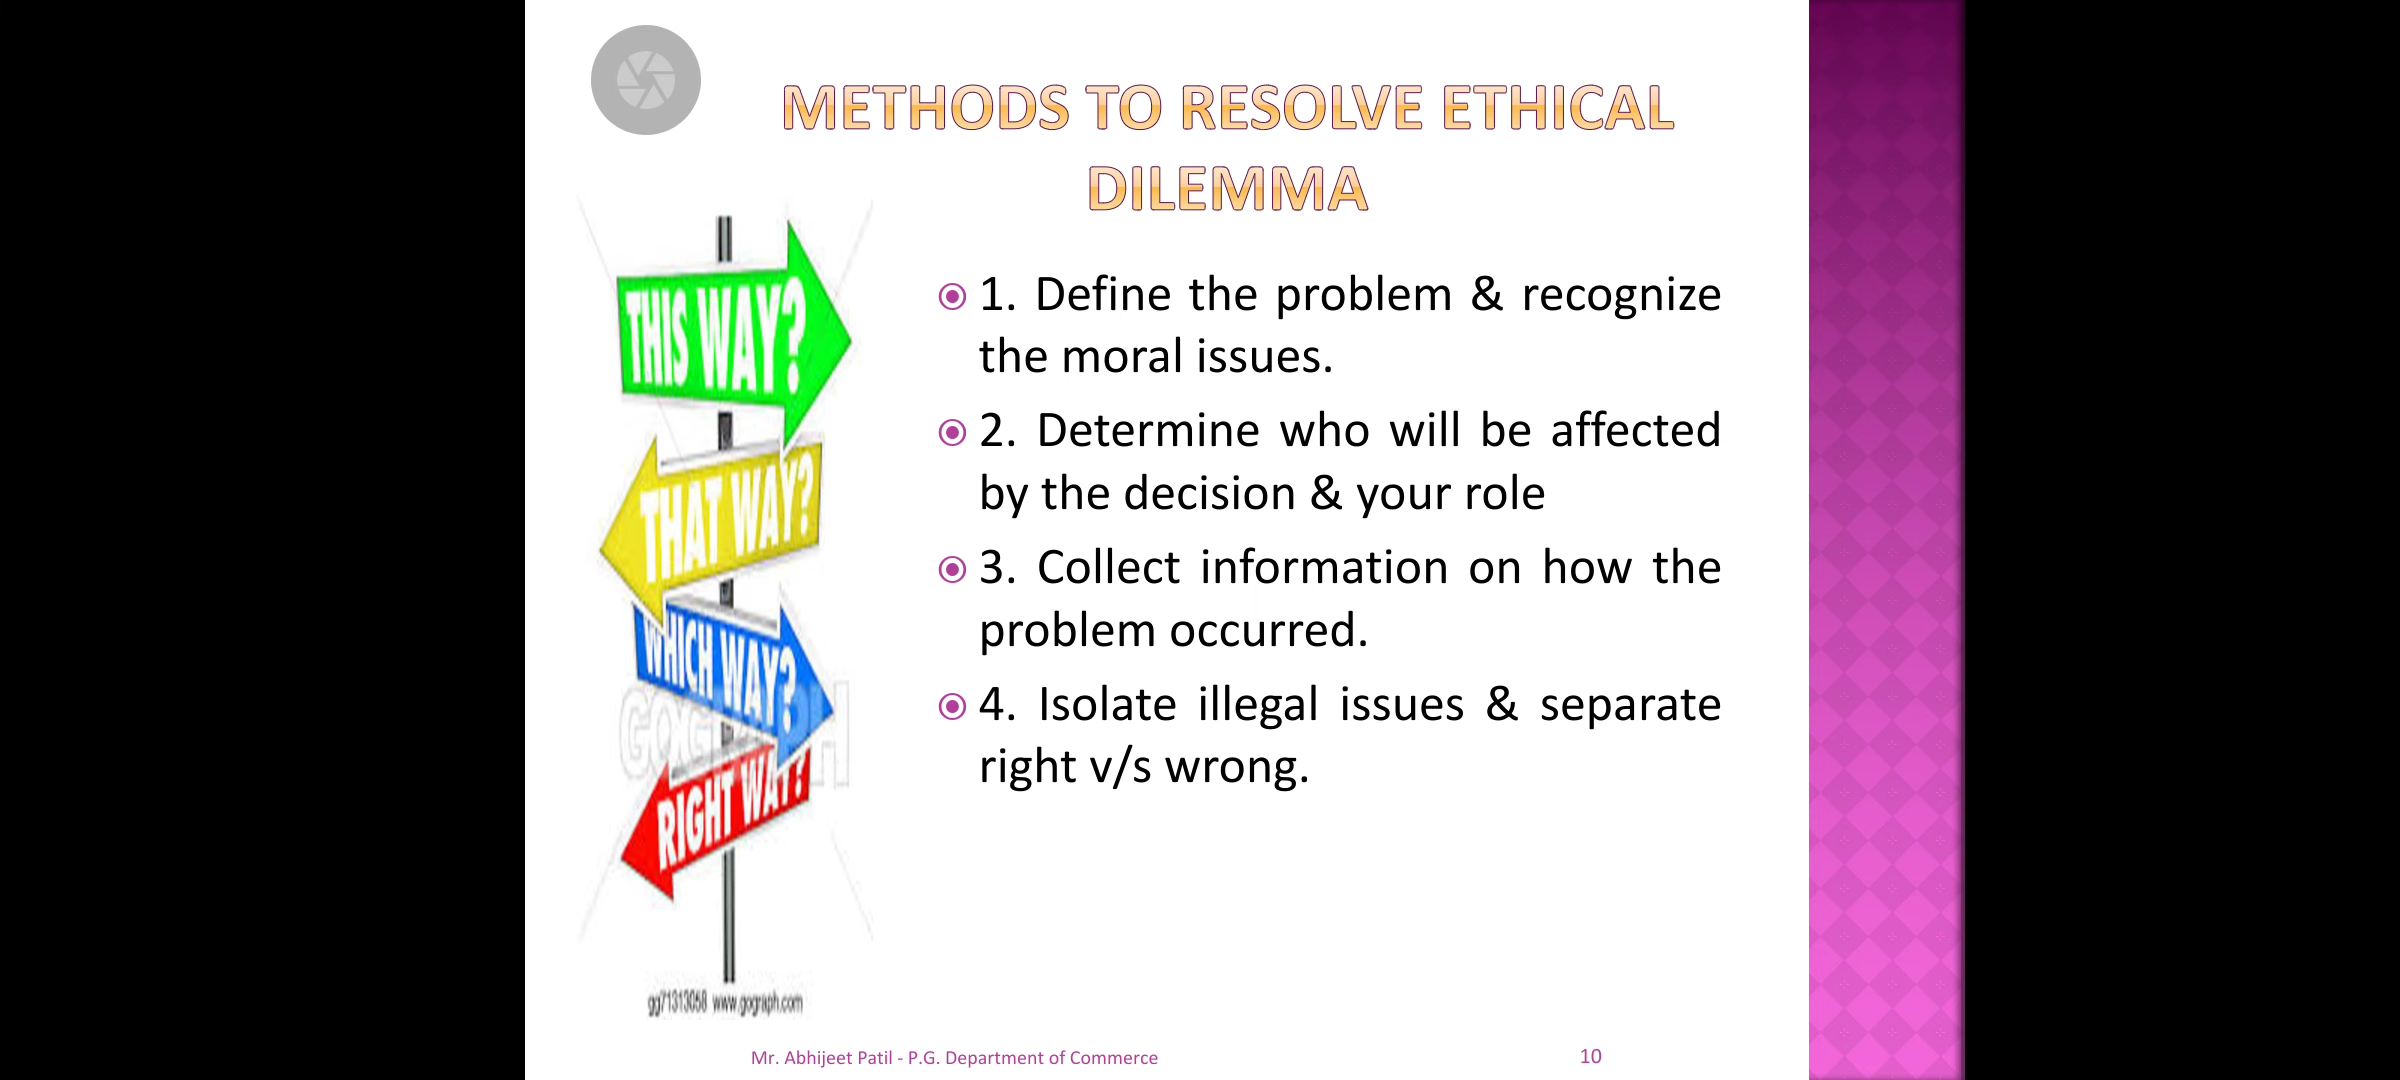 METHODS TO RESOLVE ETHICAL
DILEMMA
THIS WAY?
THAT WAY?
WHICH WAY?
RIGHT WAY?
GOGRAPH
gg71313058 www.gograph.com
1. Define the problem & recognize
the moral issues.
2. Determine who will be affected
by the decision & your role
3. Collect information on how the
problem occurred.
4. Isolate illegal issues & separate
right v/s wrong.
Mr. Abhijeet Patil - P.G. Department of Commerce
10